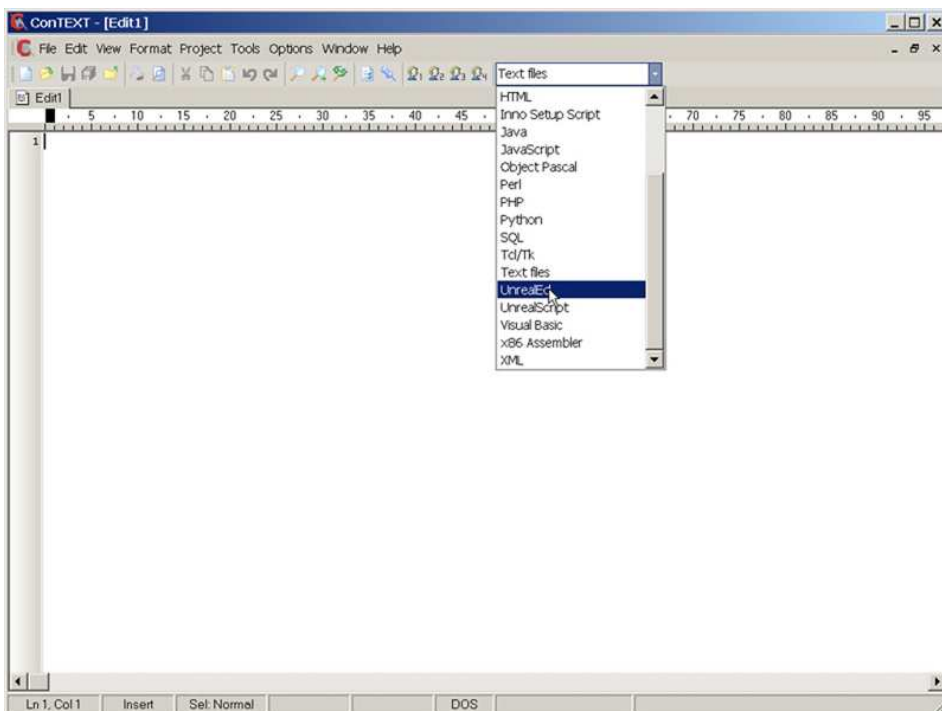 ConTEXT - [Edit1]
File Edit View Format Project Tools Options Window Help
Text files
Edit1
5 10 15 20 25 30 35 40 45 70 75 80 85 90 95
1
HTML
Inno Setup Script
Java
JavaScript
Object Pascal
Perl
PHP
Python
SQL
Tcl/Tk
Text files
UnrealEd
UnrealScript
Visual Basic
x86 Assembler
XML
Ln 1, Col 1 Insert Sel: Normal DOS